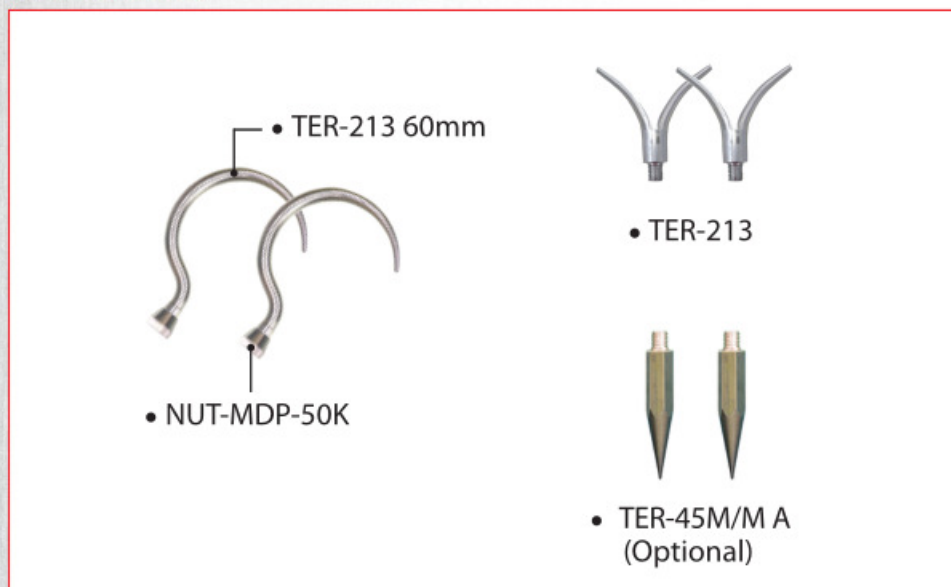 • TER-213 60mm
• NUT-MDP-50K
• TER-213
• TER-45M/M A
(Optional)